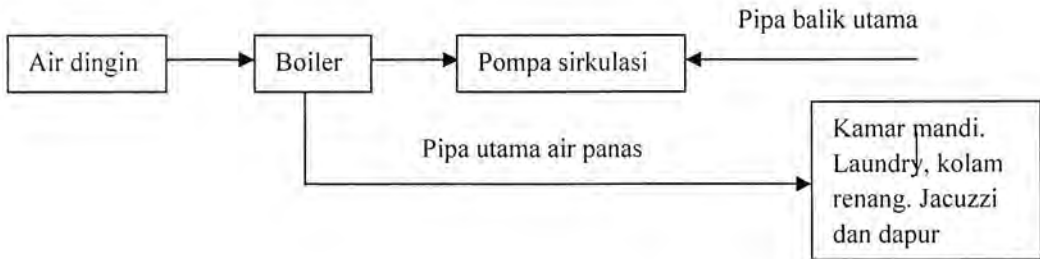 Pipa balik utama
Air dingin
Boiler
Pompa sirkulasi
Pipa utama air panas
Kamar mandi.
Laundry, kolam
renang. Jacuzzi
dan dapur